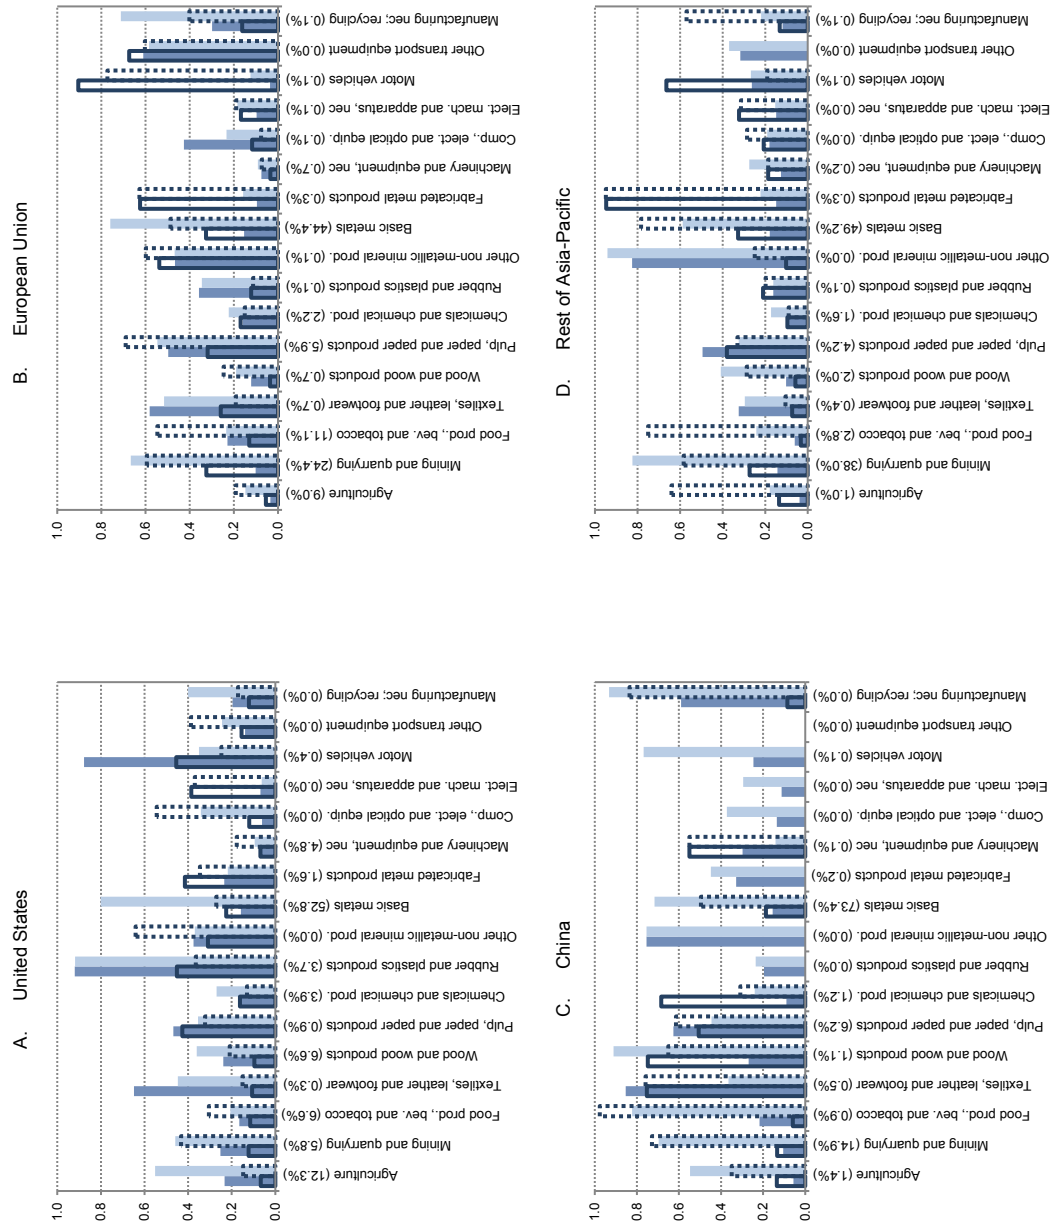 A. United States
1.0
0.8
0.6
0.4
0.2
0.0
Agriculture (12.3%)
Mining and quarrying (5.8%)
Food prod., bev. and tobacco (6.6%)
Textiles, leather and footwear (0.3%)
Wood and wood products (6.6%)
Pulp, paper and paper products (0.9%)
Chemicals and chemical prod. (3.9%)
Rubber and plastics products (3.7%)
Other non-metallic mineral prod. (0.0%)
Basic metals (52.8%)
Fabricated metal products (1.6%)
Machinery and equipment, nec (4.8%)
Comp., elect. and optical equip. (0.0%)
Elect. mach. and apparatus, nec (0.0%)
Motor vehicles (0.4%)
Other transport equipment (0.0%)
Manufacturing nec; recycling (0.0%)
B. European Union
1.0
0.8
0.6
0.4
0.2
0.0
Agriculture (9.0%)
Mining and quarrying (24.4%)
Food prod., bev. and tobacco (11.1%)
Textiles, leather and footwear (0.7%)
Wood and wood products (0.7%)
Pulp, paper and paper products (5.9%)
Chemicals and chemical prod. (2.2%)
Rubber and plastics products (0.1%)
Other non-metallic mineral prod. (0.1%)
Basic metals (44.4%)
Fabricated metal products (0.3%)
Machinery and equipment, nec (0.7%)
Comp., elect. and optical equip. (0.1%)
Elect. mach. and apparatus, nec (0.1%)
Motor vehicles (0.1%)
Other transport equipment (0.0%)
Manufacturing nec; recycling (0.1%)
C. China
1.0
0.8
0.6
0.4
0.2
0.0
Agriculture (1.4%)
Mining and quarrying (14.9%)
Food prod., bev. and tobacco (0.9%)
Textiles, leather and footwear (0.5%)
Wood and wood products (1.1%)
Pulp, paper and paper products (6.2%)
Chemicals and chemical prod. (1.2%)
Rubber and plastics products (0.0%)
Other non-metallic mineral prod. (0.0%)
Basic metals (73.4%)
Fabricated metal products (0.2%)
Machinery and equipment, nec (0.1%)
Comp., elect. and optical equip. (0.0%)
Elect. mach. and apparatus, nec (0.0%)
Motor vehicles (0.1%)
Other transport equipment (0.0%)
Manufacturing nec; recycling (0.0%)
D. Rest of Asia-Pacific
1.0
0.8
0.6
0.4
0.2
0.0
Agriculture (1.0%)
Mining and quarrying (38.0%)
Food prod., bev. and tobacco (2.8%)
Textiles, leather and footwear (0.4%)
Wood and wood products (2.0%)
Pulp, paper and paper products (4.2%)
Chemicals and chemical prod. (1.6%)
Rubber and plastics products (0.1%)
Other non-metallic mineral prod. (0.0%)
Basic metals (49.2%)
Fabricated metal products (0.3%)
Machinery and equipment, nec (0.2%)
Comp., elect. and optical equip. (0.0%)
Elect. mach. and apparatus, nec (0.0%)
Motor vehicles (0.1%)
Other transport equipment (0.0%)
Manufacturing nec; recycling (0.1%)